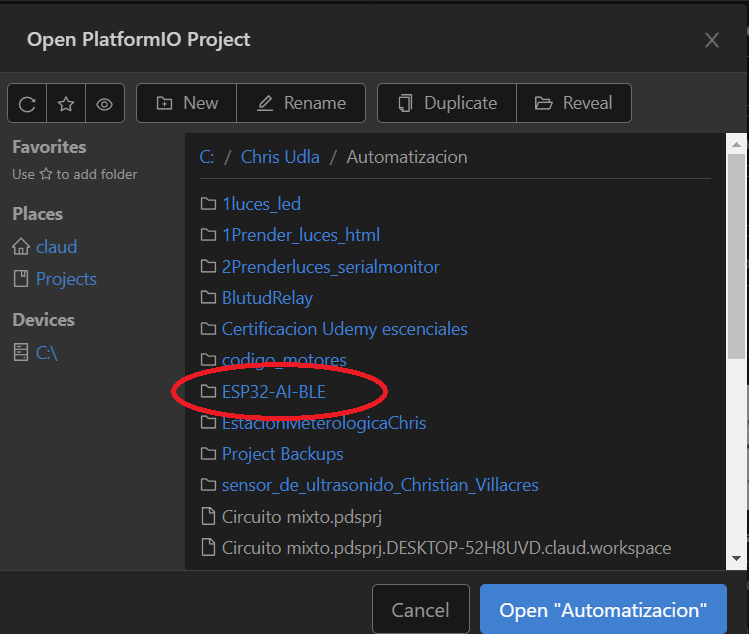 Open PlatformIO Project
New Rename Duplicate Reveal
Favorites
Use ☆ to add folder
Places
claud
Projects
Devices
C:\
C: / Chris Udla / Automatizacion
1luces_led
1Prender_luces_html
2Prenderluces_serialmonitor
BlutudRelay
Certificacion Udemy escenciales
codigo_motores
ESP32-AI-BLE
EstacionMeterologicaChris
Project Backups
sensor_de_ultrasonido_Christian_Villacres
Circuito mixto.pdsprj
Circuito mixto.pdsprj.DESKTOP-52H8UVD.claud.workspace
Cancel
Open "Automatizacion"